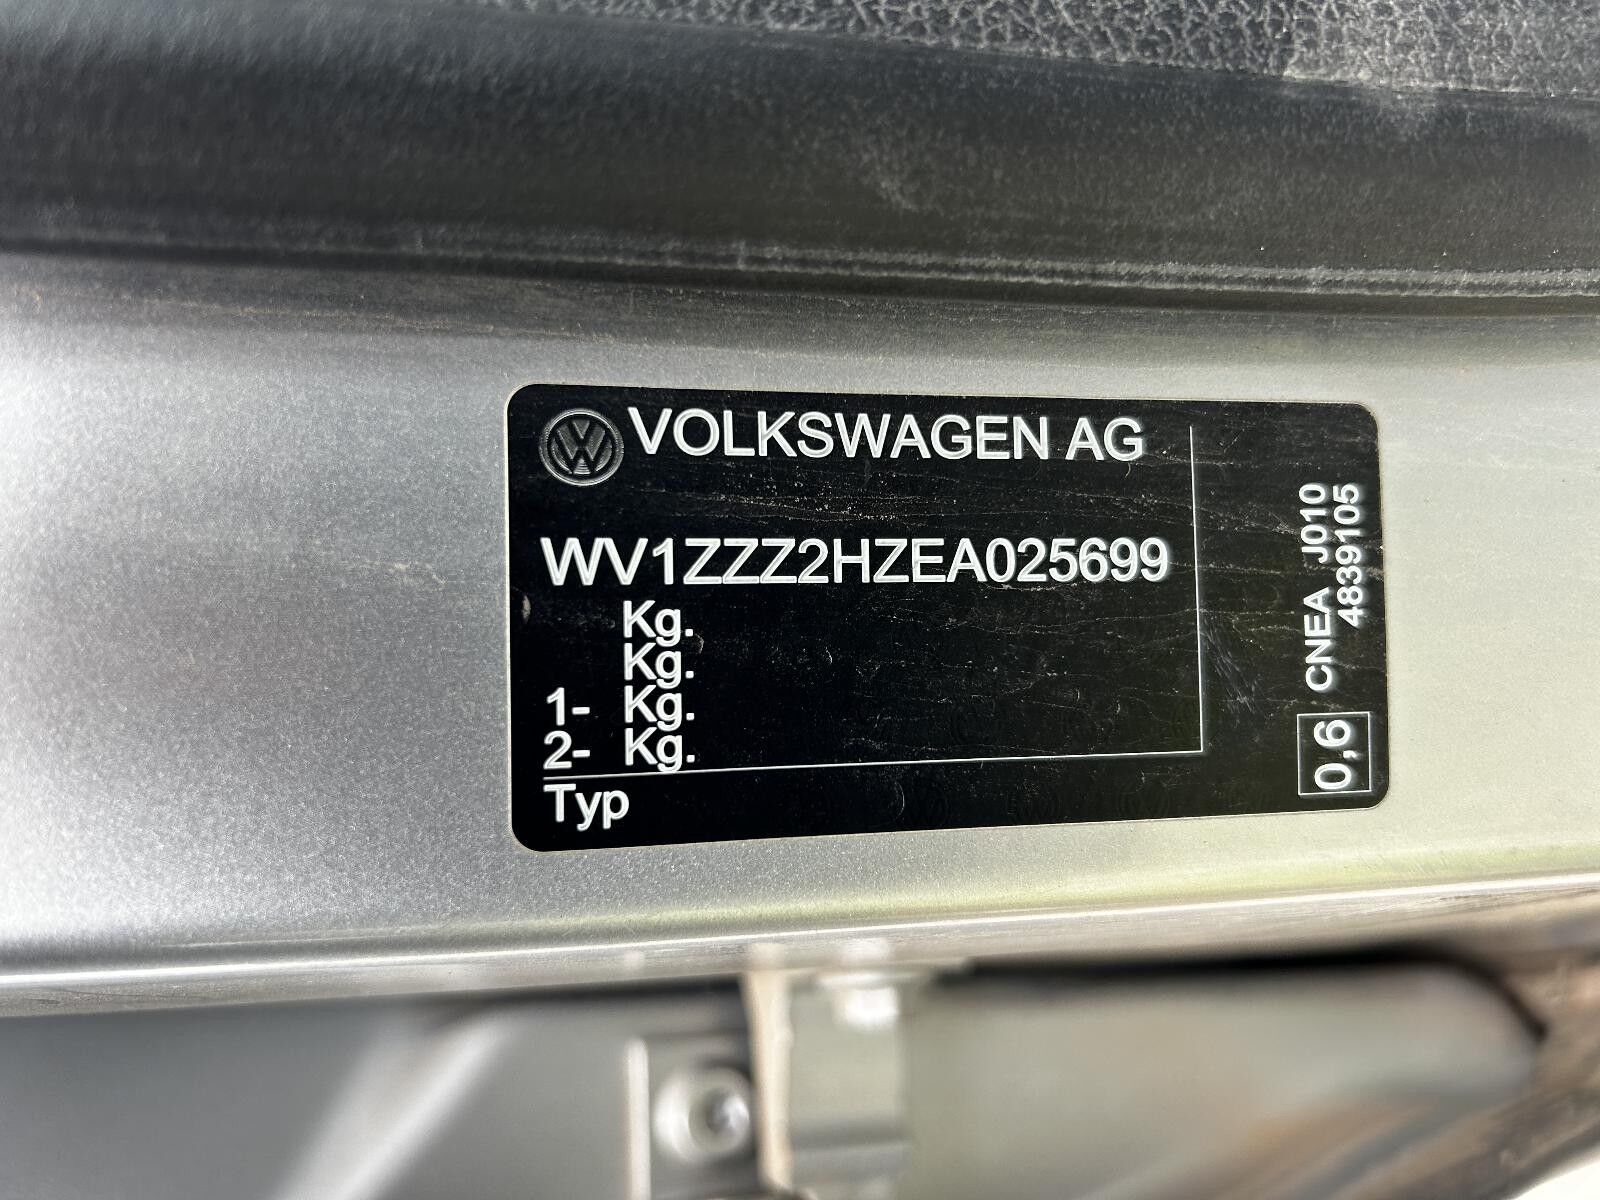 VOLKSWAGEN AG
WV1ZZZ2HZEA025699
Kg.
Kg.
1- Kg.
2- Kg.
Typ
0,6 CNEA J010
4839105